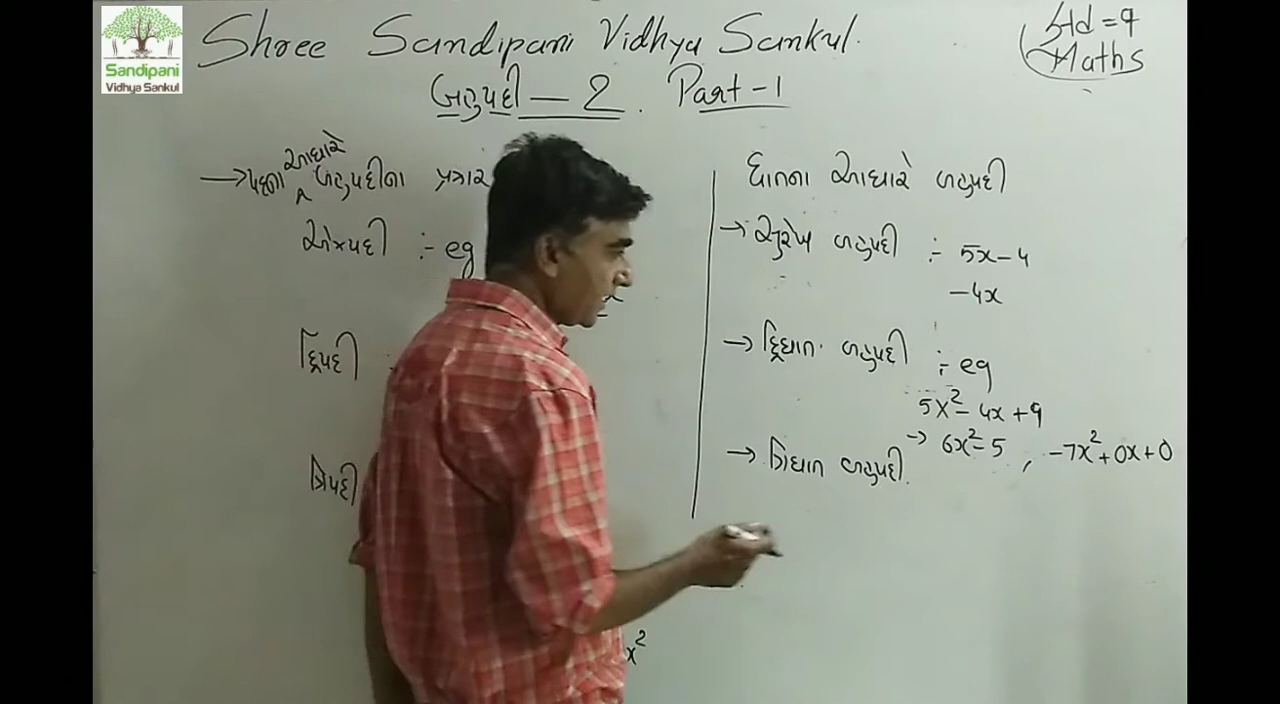 Sandipani
Vidhya Sankul
Shree Sandipani Vidhya Sankul.
Std = 9
Maths
બહુપદી — 2. Part - 1
→ પદના આધારે બહુપદીના પ્રકાર
એકપદી :- eg
દ્વિપદી
ત્રિપદી
x²
ઘાતના આધારે બહુપદી
→ સુરેખ બહુપદી :- 5x - 4
- 4x
→ દ્વિઘાત બહુપદી :- eg
5x² - 4x + 9
→ 6x² - 5 , -7x² + 0x + 0
→ ત્રિઘાત બહુપદી.